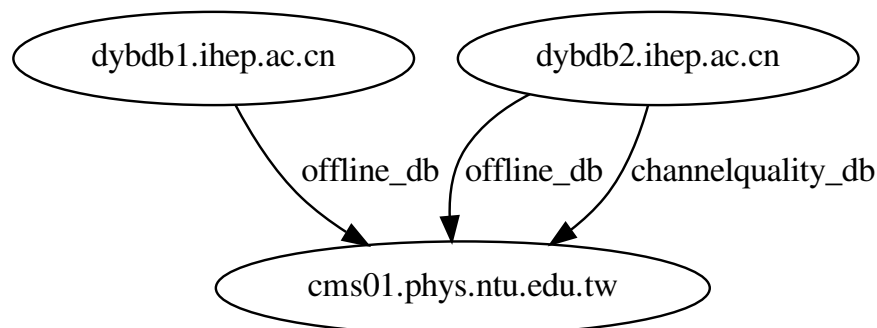 dybdb1.ihep.ac.cn
dybdb2.ihep.ac.cn
offline_db
offline_db
channelquality_db
cms01.phys.ntu.edu.tw